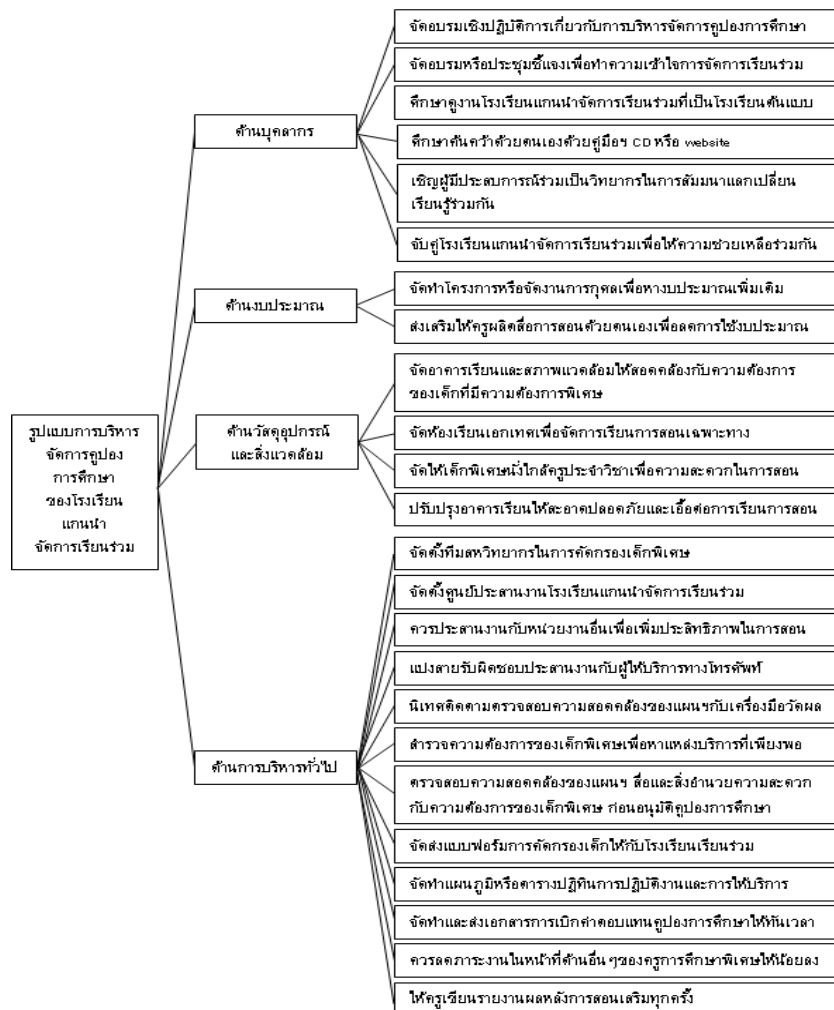 รูปแบบการบริหาร
จัดการคูปอง
การศึกษา
ของโรงเรียน
แกนนำ
จัดการเรียนร่วม
ด้านบุคลากร
จัดอบรมเชิงปฏิบัติการเกี่ยวกับการบริหารจัดการคูปองการศึกษา
จัดอบรมหรือประชุมชี้แจงเพื่อทำความเข้าใจการจัดการเรียนร่วม
ศึกษาดูงานโรงเรียนแกนนำจัดการเรียนร่วมที่เป็นโรงเรียนต้นแบบ
ศึกษาค้นคว้าด้วยตนเองด้วยคู่มือฯ CD หรือ website
เชิญผู้มีประสบการณ์ร่วมเป็นวิทยากรในการสัมมนาแลกเปลี่ยน
เรียนรู้ร่วมกัน
จับคู่โรงเรียนแกนนำจัดการเรียนร่วมเพื่อให้ความช่วยเหลือร่วมกัน
ด้านงบประมาณ
จัดทำโครงการหรือจัดงานการกุศลเพื่อหางบประมาณเพิ่มเติม
ส่งเสริมให้ครูผลิตสื่อการสอนด้วยตนเองเพื่อลดการใช้งบประมาณ
ด้านวัสดุอุปกรณ์
และสิ่งแวดล้อม
จัดอาคารเรียนและสภาพแวดล้อมให้สอดคล้องกับความต้องการ
ของเด็กที่มีความต้องการพิเศษ
จัดห้องเรียนเอกเทศเพื่อจัดการเรียนการสอนเฉพาะทาง
จัดให้เด็กพิเศษนั่งใกล้ครูประจำวิชาเพื่อความสะดวกในการสอน
ปรับปรุงอาคารเรียนให้สะอาดปลอดภัยและเอื้อต่อการเรียนการสอน
ด้านการบริหารทั่วไป
จัดตั้งทีมสหวิทยากรในการคัดกรองเด็กพิเศษ
จัดตั้งศูนย์ประสานงานโรงเรียนแกนนำจัดการเรียนร่วม
ควรประสานงานกับหน่วยงานอื่นเพื่อเพิ่มประสิทธิภาพในการสอน
แบ่งสายรับผิดชอบประสานงานกับผู้ให้บริการทางโทรศัพท์
นิเทศติดตามตรวจสอบความสอดคล้องของแผนฯกับเครื่องมือวัดผล
สำรวจความต้องการของเด็กพิเศษเพื่อหาแหล่งบริการที่เพียงพอ
ตรวจสอบความสอดคล้องของแผนฯ สื่อและสิ่งอำนวยความสะดวก
กับความต้องการของเด็กพิเศษ ก่อนอนุมัติคูปองการศึกษา
จัดส่งแบบฟอร์มการคัดกรองเด็กให้กับโรงเรียนเรียนร่วม
จัดทำแผนภูมิหรือตารางปฏิทินการปฏิบัติงานและการให้บริการ
จัดทำและส่งเอกสารการเบิกค่าตอบแทนคูปองการศึกษาให้ทันเวลา
ควรลดภาระงานในหน้าที่ด้านอื่นๆของครูการศึกษาพิเศษให้น้อยลง
ให้ครูเขียนรายงานผลหลังการสอนเสริมทุกครั้ง